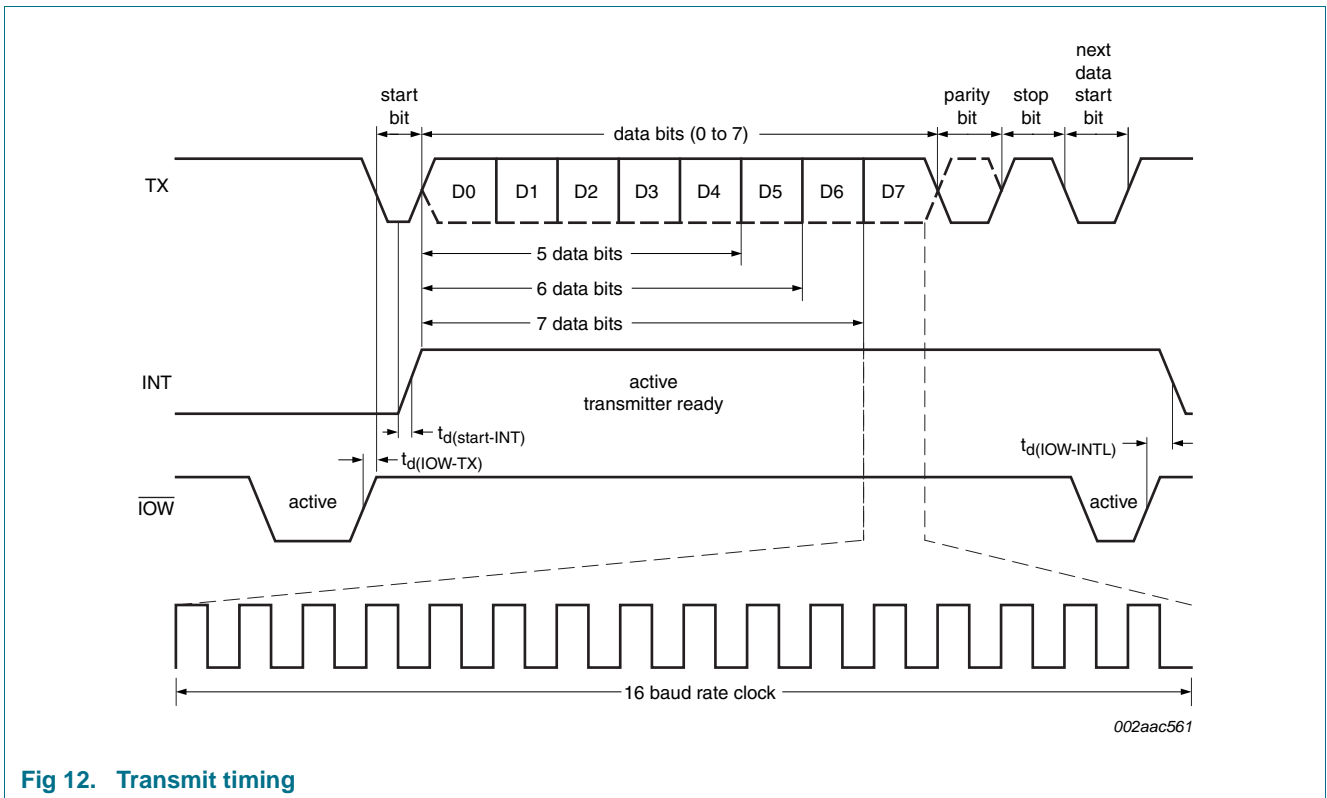 next
data
start
bit
start
bit
parity
bit
stop
bit
data bits (0 to 7)
TX
D0 D1 D2 D3 D4 D5 D6 D7
5 data bits
6 data bits
7 data bits
INT
active
transmitter ready
td(start-INT)
td(IOW-TX)
td(IOW-INTL)
IOW
active
active
16 baud rate clock
002aac561
Fig 12. Transmit timing